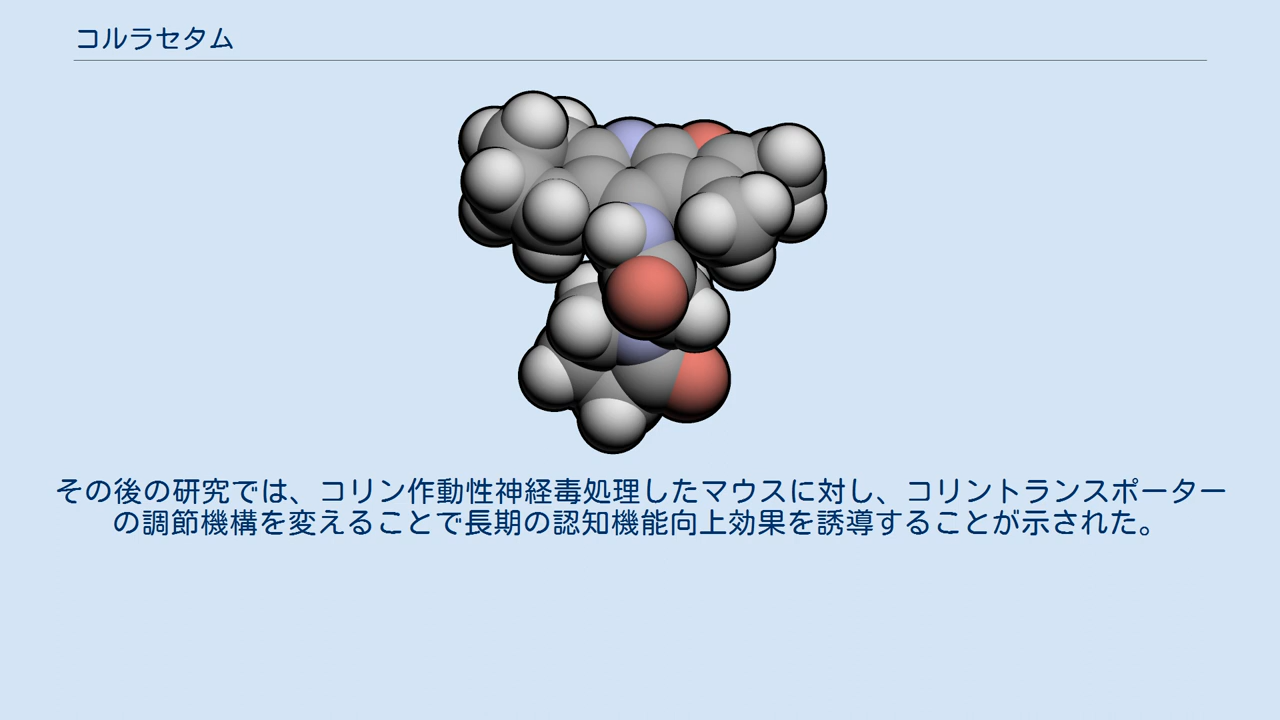 コルラセタム
その後の研究では、コリン作動性神経毒処理したマウスに対し、コリントランスポーター
の調節機構を変えることで長期の認知機能向上効果を誘導することが示された。